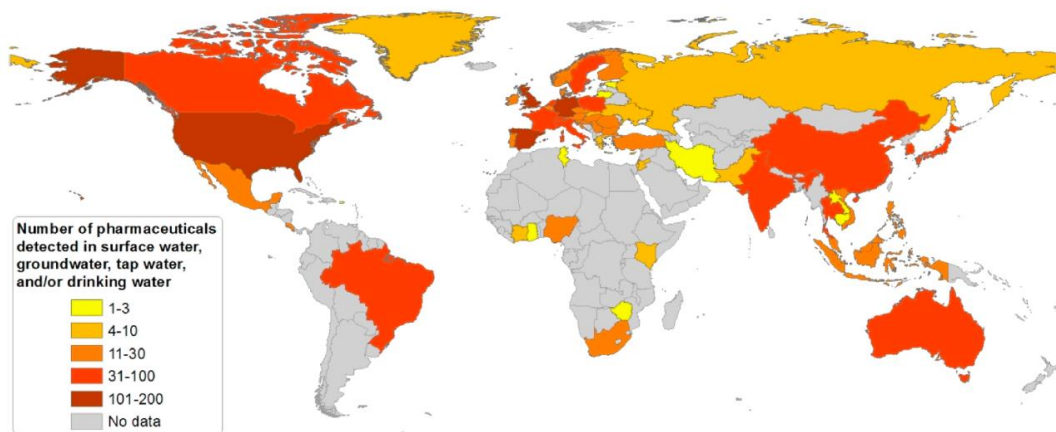 Number of pharmaceuticals
detected in surface water,
groundwater, tap water,
and/or drinking water
1-3
4-10
11-30
31-100
101-200
No data